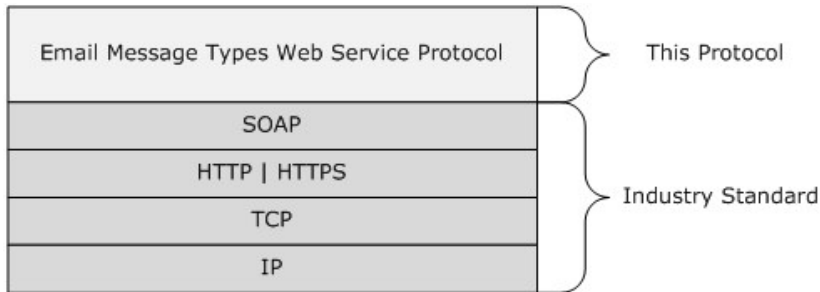 Email Message Types Web Service Protocol
This Protocol
SOAP
HTTP | HTTPS
Industry Standard
TCP
IP